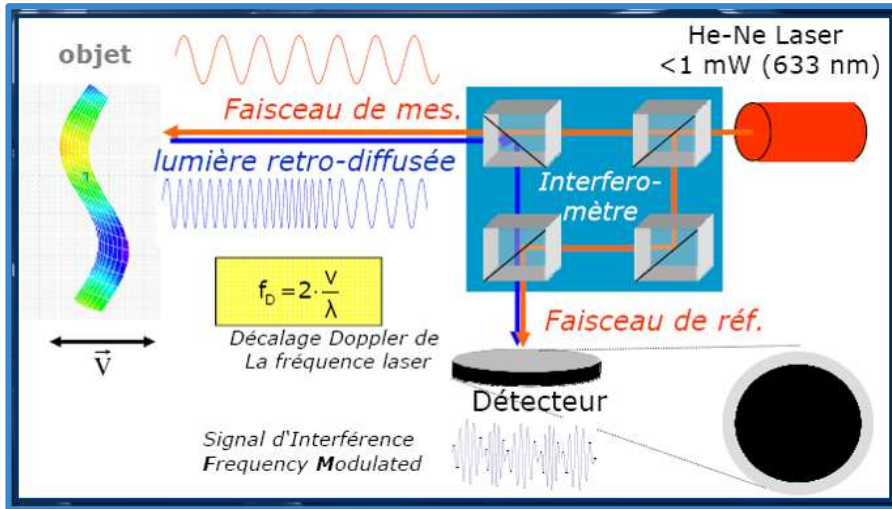 objet
He-Ne Laser
<1 mW (633 nm)
Faisceau de mes.
lumière retro-diffusée
Interfero-
mètre
f_D = 2 · v/λ
Faisceau de réf.
Décalage Doppler de
La fréquence laser
V⃗
Détecteur
Signal d'Interférence
Frequency Modulated